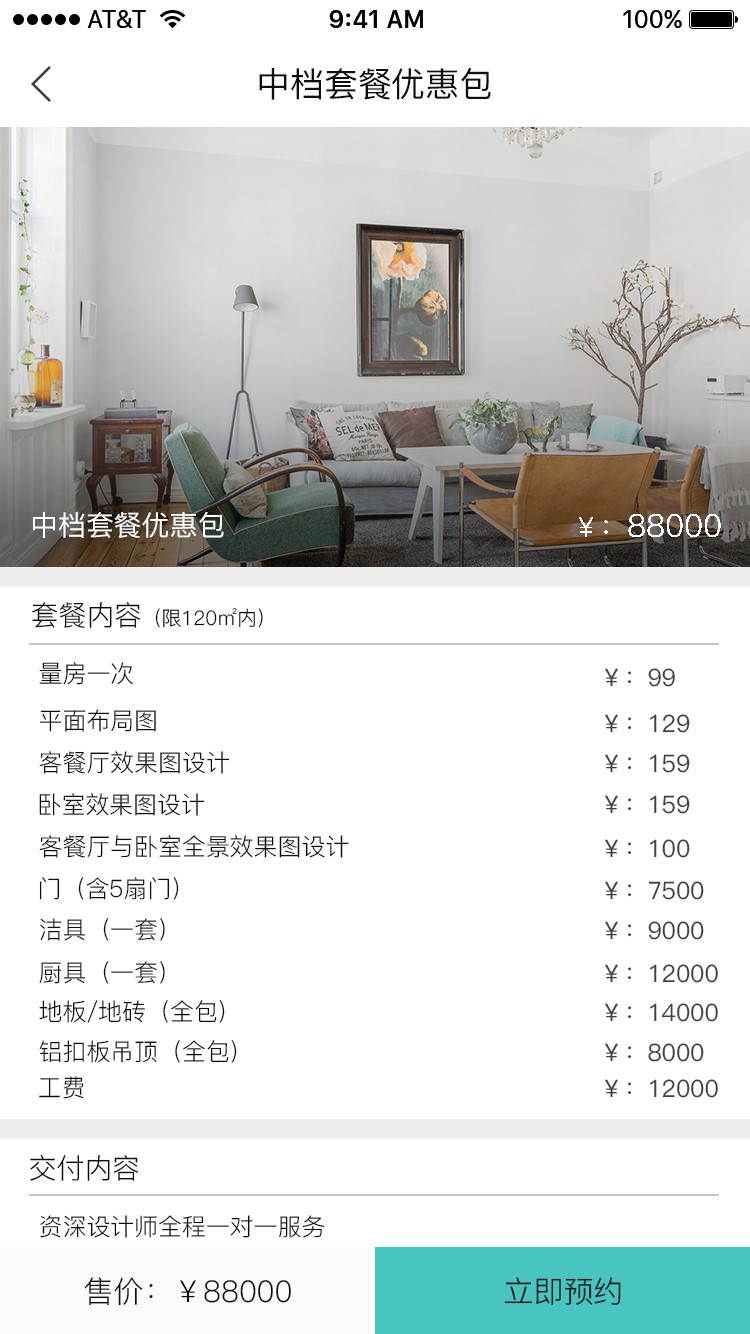 ●●●●● AT&T 9:41 AM 100%
中档套餐优惠包
SEL de MER
中档套餐优惠包 ￥：88000
套餐内容（限120㎡内）
量房一次 ￥：99
平面布局图 ￥：129
客餐厅效果图设计 ￥：159
卧室效果图设计 ￥：159
客餐厅与卧室全景效果图设计 ￥：100
门（含5扇门） ￥：7500
洁具（一套） ￥：9000
厨具（一套） ￥：12000
地板/地砖（全包） ￥：14000
铝扣板吊顶（全包） ￥：8000
工费 ￥：12000
交付内容
资深设计师全程一对一服务
售价：￥88000 立即预约